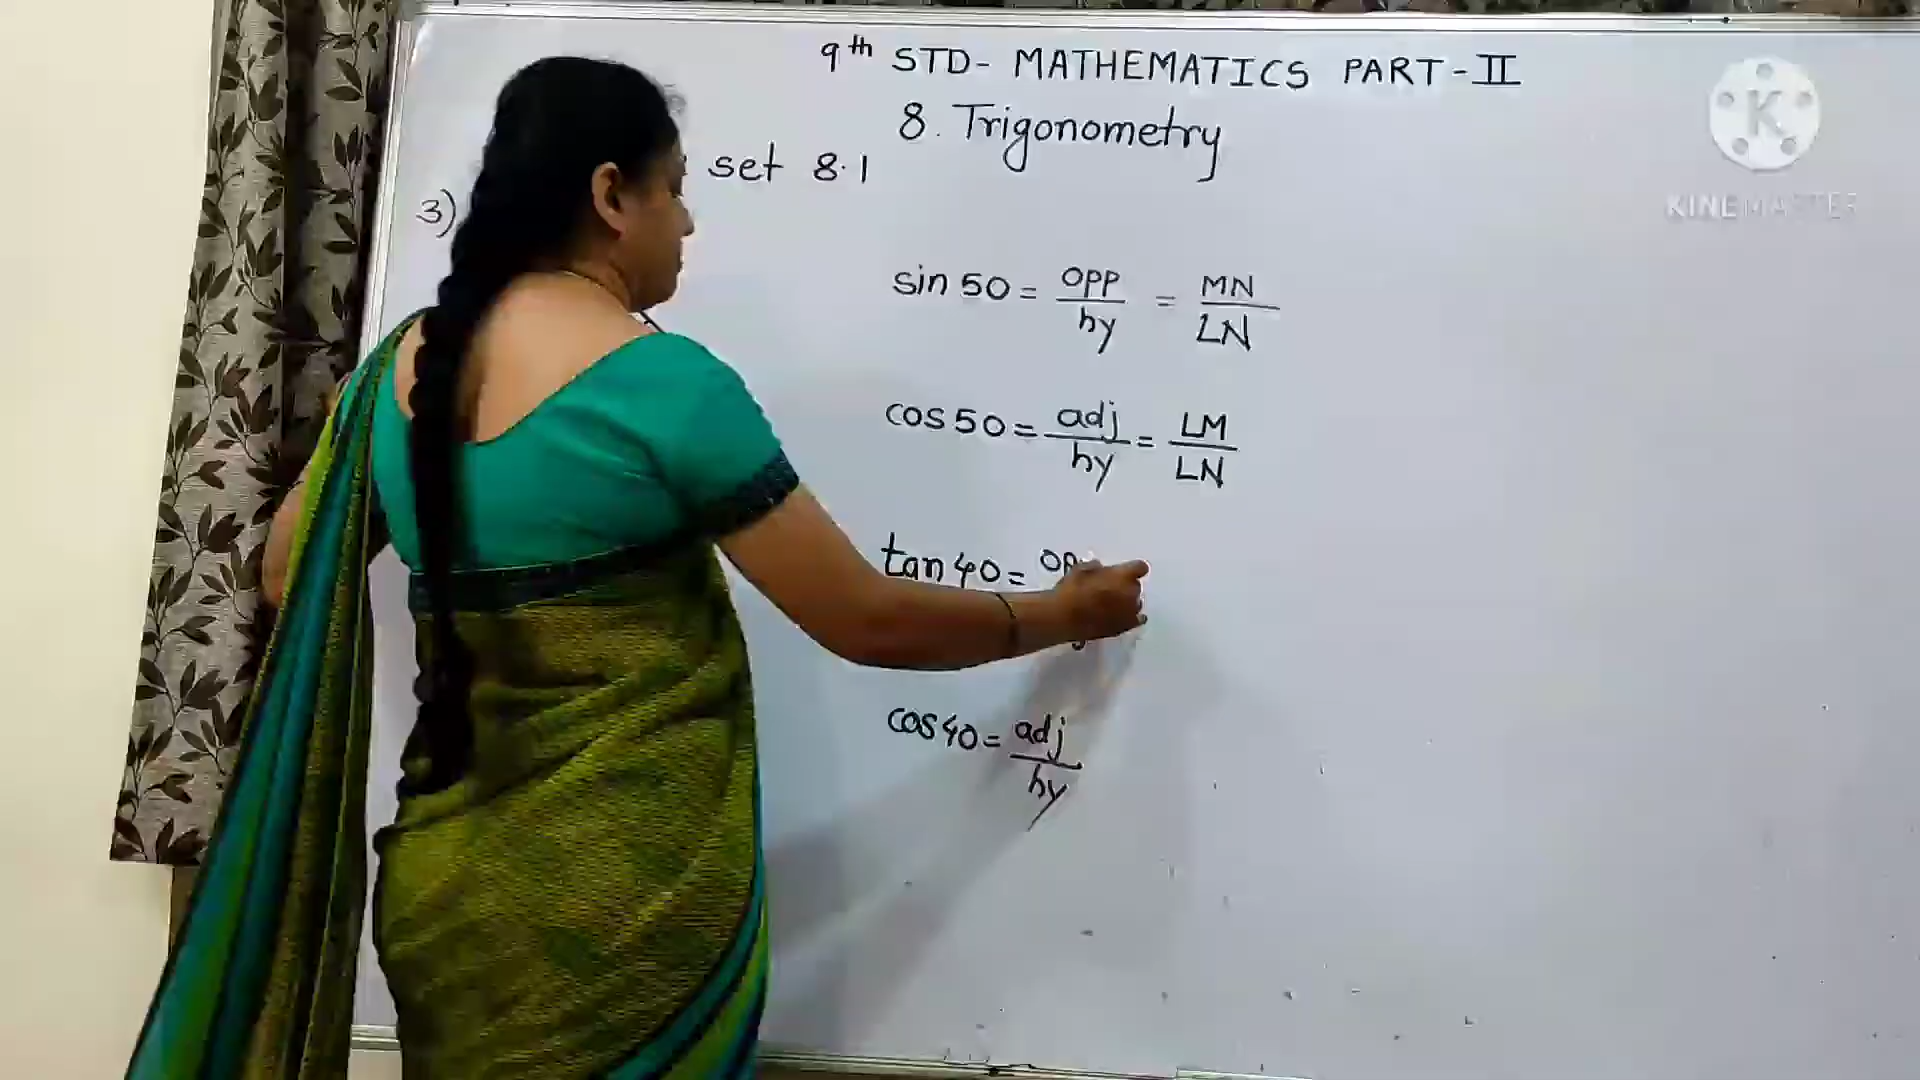 9th STD- MATHEMATICS PART-II
8. Trigonometry
set 8.1
3)
sin 50 = opp/hy = MN/LN
cos 50 = adj/hy = LM/LN
tan 40 =
cos 40 = adj/hy
K
KINEMASTER